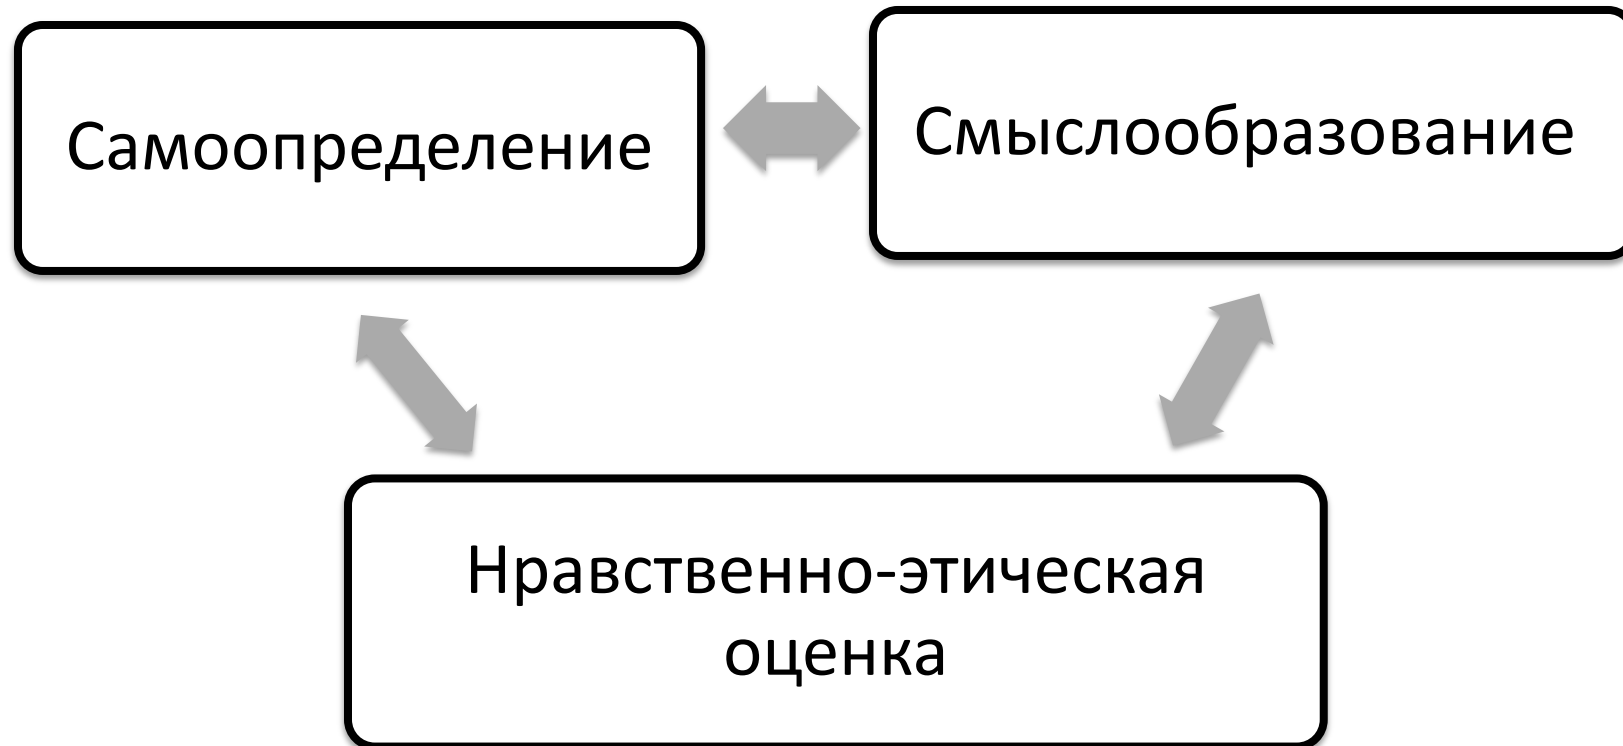 Самоопределение
Смыслообразование
Нравственно-этическая
оценка